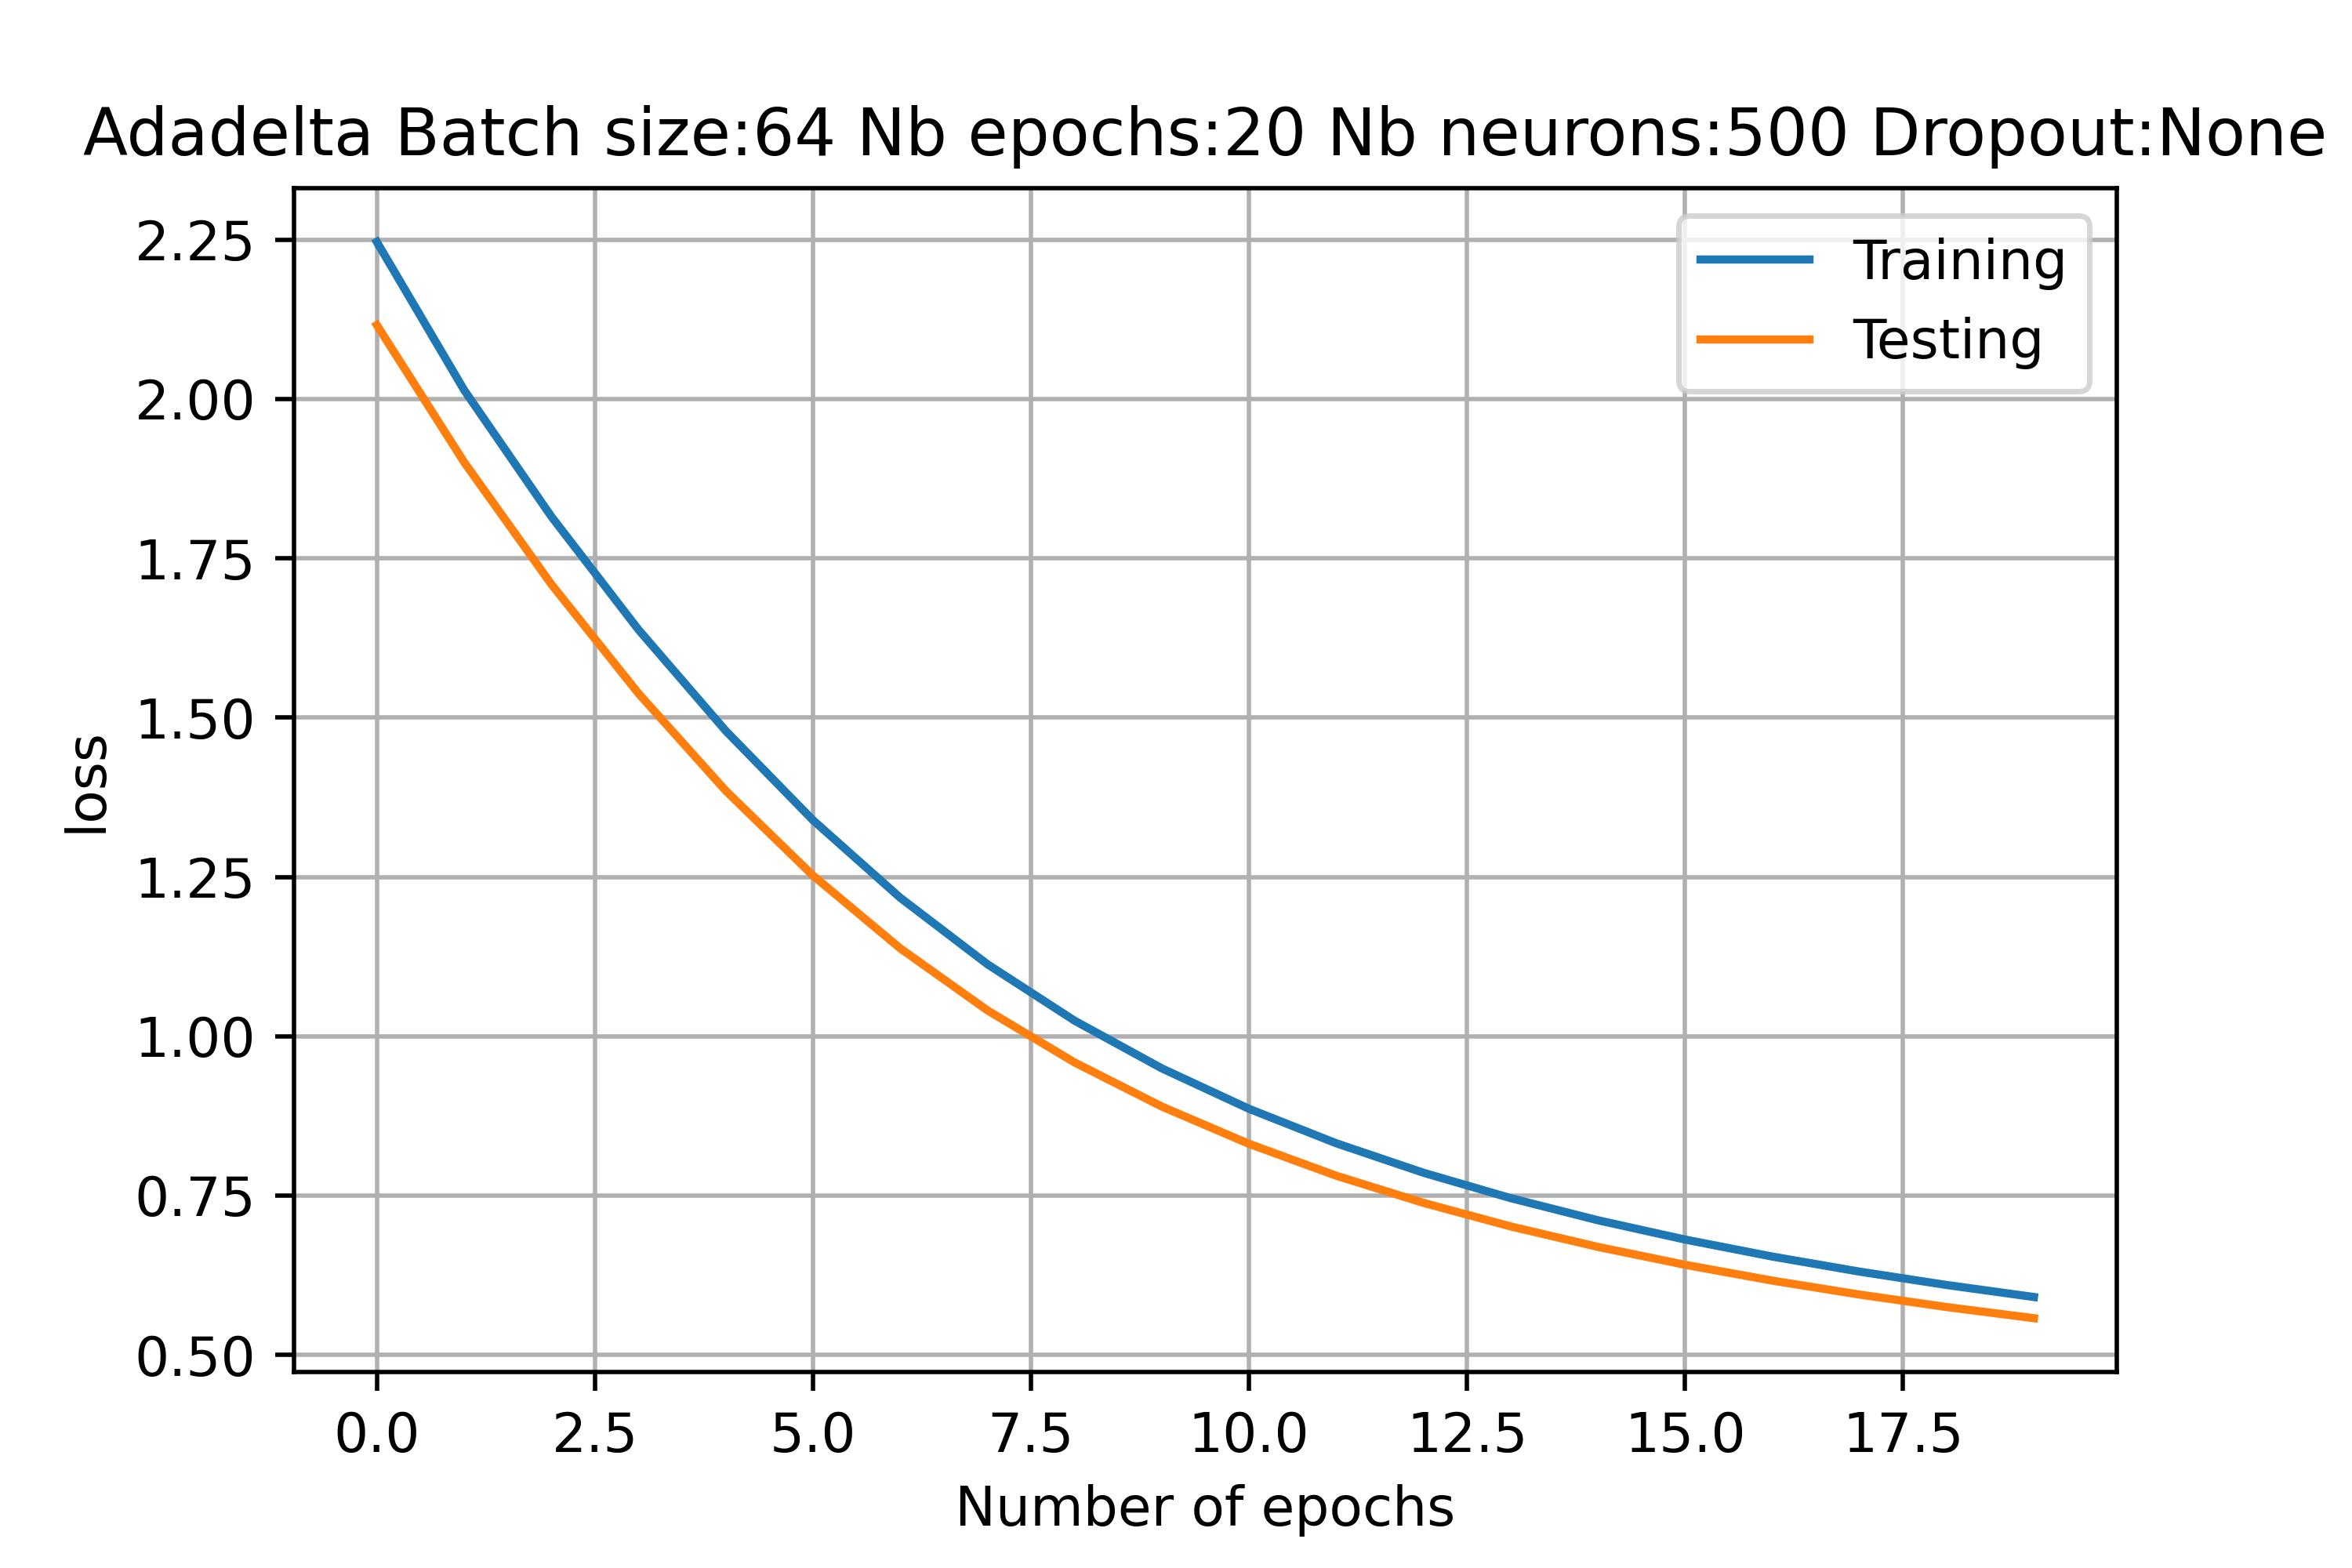 Adadelta Batch size:64 Nb epochs:20 Nb neurons:500 Dropout:None
Training
Testing
2.25
2.00
1.75
1.50
1.25
1.00
0.75
0.50
loss
0.0 2.5 5.0 7.5 10.0 12.5 15.0 17.5
Number of epochs